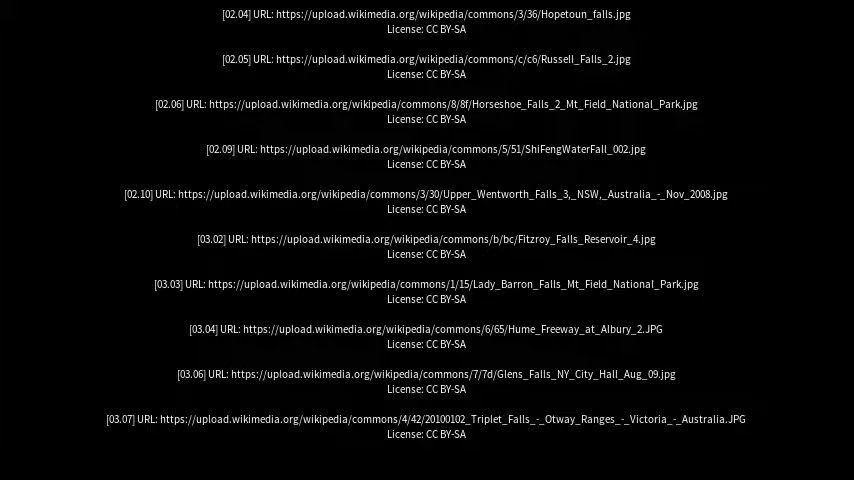 [02.04] URL: https://upload.wikimedia.org/wikipedia/commons/3/36/Hopetoun_falls.jpg
License: CC BY-SA
[02.05] URL: https://upload.wikimedia.org/wikipedia/commons/c/c6/Russell_Falls_2.jpg
License: CC BY-SA
[02.06] URL: https://upload.wikimedia.org/wikipedia/commons/8/8f/Horseshoe_Falls_2_Mt_Field_National_Park.jpg
License: CC BY-SA
[02.09] URL: https://upload.wikimedia.org/wikipedia/commons/5/51/ShiFengWaterFall_002.jpg
License: CC BY-SA
[02.10] URL: https://upload.wikimedia.org/wikipedia/commons/3/30/Upper_Wentworth_Falls_3,_NSW,_Australia_-_Nov_2008.jpg
License: CC BY-SA
[03.02] URL: https://upload.wikimedia.org/wikipedia/commons/b/bc/Fitzroy_Falls_Reservoir_4.jpg
License: CC BY-SA
[03.03] URL: https://upload.wikimedia.org/wikipedia/commons/1/15/Lady_Barron_Falls_Mt_Field_National_Park.jpg
License: CC BY-SA
[03.04] URL: https://upload.wikimedia.org/wikipedia/commons/6/65/Hume_Freeway_at_Albury_2.JPG
License: CC BY-SA
[03.06] URL: https://upload.wikimedia.org/wikipedia/commons/7/7d/Glens_Falls_NY_City_Hall_Aug_09.jpg
License: CC BY-SA
[03.07] URL: https://upload.wikimedia.org/wikipedia/commons/4/42/20100102_Triplet_Falls_-_Otway_Ranges_-_Victoria_-_Australia.JPG
License: CC BY-SA